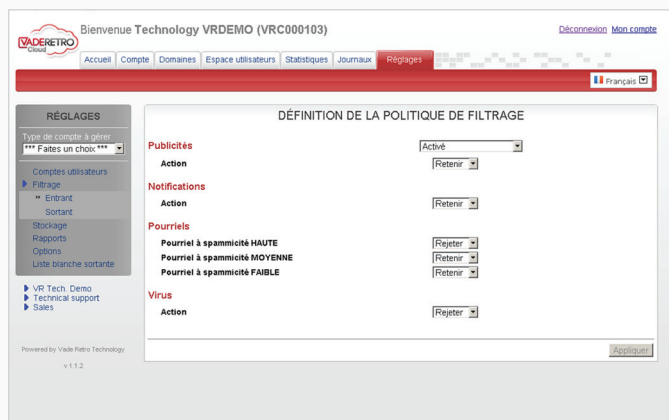 VADERETRO
Cloud
Bienvenue Technology VRDEMO (VRC000103)
Déconnexion Mon compte
Accueil Compte Domaines Espace utilisateurs Statistiques Journaux Réglages
Français
RÉGLAGES
Type de compte à gérer
*** Faites un choix ***
Comptes utilisateurs
Filtrage
Entrant
Sortant
Stockage
Rapports
Options
Liste blanche sortante
VR Tech. Demo
Technical support
Sales
Powered by Vade Retro Technology
v 1.1.2
DÉFINITION DE LA POLITIQUE DE FILTRAGE
Publicités Activé
Action Retenir
Notifications
Action Retenir
Pourriels
Pourriel à spammicité HAUTE Rejeter
Pourriel à spammicité MOYENNE Retenir
Pourriel à spammicité FAIBLE Retenir
Virus
Action Rejeter
Appliquer